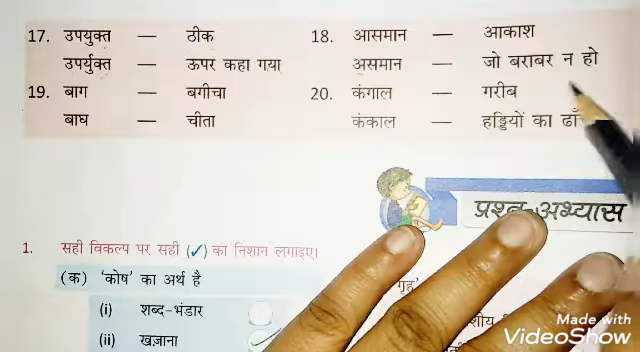 17. उपयुक्त — ठीक 18. आसमान — आकाश
उपर्युक्त — ऊपर कहा गया असमान — जो बराबर न हो
19. बाग — बगीचा 20. कंगाल — गरीब
बाघ — चीता कंकाल — हड्डियों का
प्रश्न-अभ्यास
1. सही विकल्प पर सही (✓) का निशान लगाइए।
(क) 'कोष' का अर्थ है
(i) शब्द-भंडार
(ii) खज़ाना
Made with
VideoShow